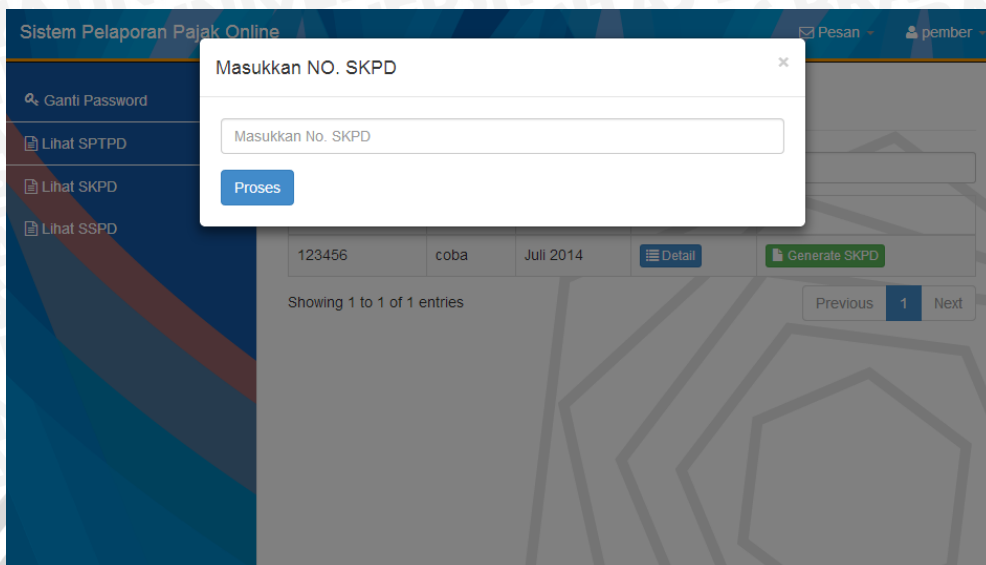 Sistem Pelaporan Pajak Online
Pesan
pember
Masukkan NO. SKPD
×
Ganti Password
Masukkan No. SKPD
Lihat SPTPD
Lihat SKPD
Proses
Lihat SSPD
123456 coba Juli 2014 Detail Generate SKPD
Showing 1 to 1 of 1 entries
Previous 1 Next